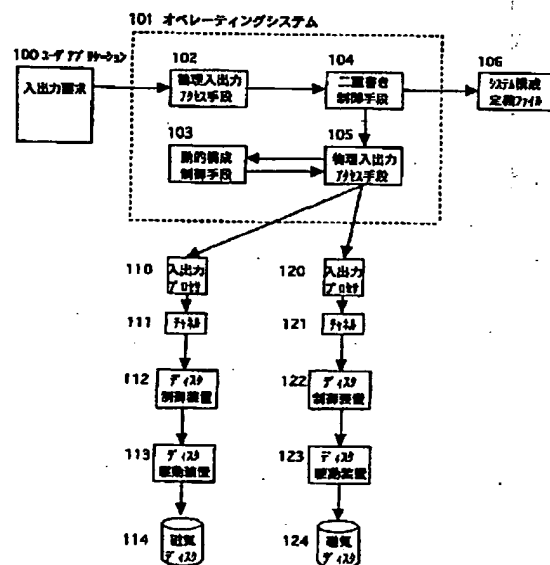 101 オペレーティングシステム
100 ユーザアプリケーション
入出力要求
102
物理入出力
アクセス手段
104
二重書き
制御手段
106
システム構成
定義ファイル
103
動的構成
制御手段
105
物理入出力
アクセス手段
110
入出力
プロセサ
120
入出力
プロセサ
111
チャネル
121
チャネル
112
ディスク
制御装置
122
ディスク
制御装置
113
ディスク
駆動装置
123
ディスク
駆動装置
114
磁気
ディスク
124
磁気
ディスク